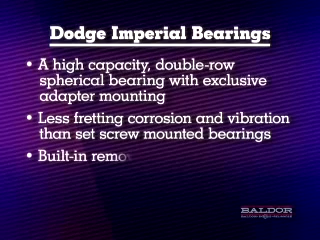 Dodge Imperial Bearings
• A high capacity, double-row
spherical bearing with exclusive
adapter mounting
• Less fretting corrosion and vibration
than set screw mounted bearings
• Built-in remov
BALDOR